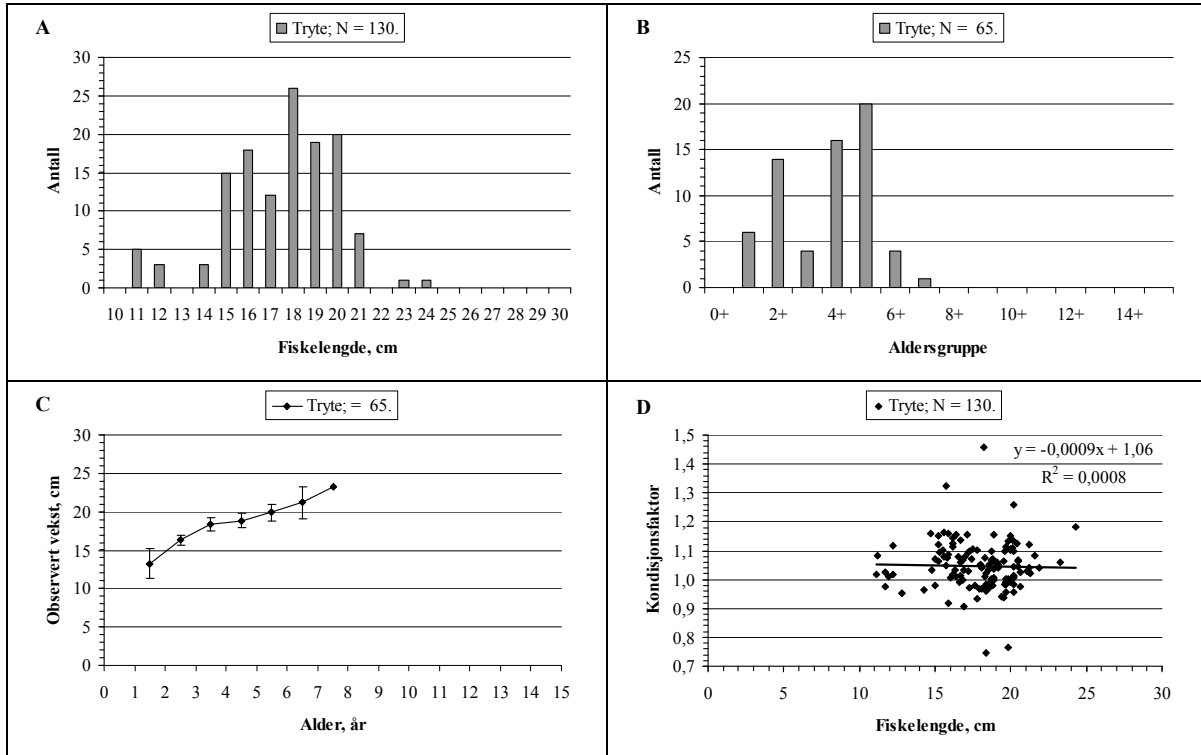 A
Tryte; N = 130.
30
25
20
15
10
5
0
Antall
10 11 12 13 14 15 16 17 18 19 20 21 22 23 24 25 26 27 28 29 30
Fiskelengde, cm
B
Tryte; N = 65.
25
20
15
10
5
0
Antall
0+ 2+ 4+ 6+ 8+ 10+ 12+ 14+
Aldersgruppe
C
Tryte; = 65.
30
25
20
15
10
5
0
Observert vekst, cm
0 1 2 3 4 5 6 7 8 9 10 11 12 13 14 15
Alder, år
D
Tryte; N = 130.
y = -0,0009x + 1,06
R² = 0,0008
1,5
1,4
1,3
1,2
1,1
1,0
0,9
0,8
0,7
Kondisjonsfaktor
0 5 10 15 20 25 30
Fiskelengde, cm